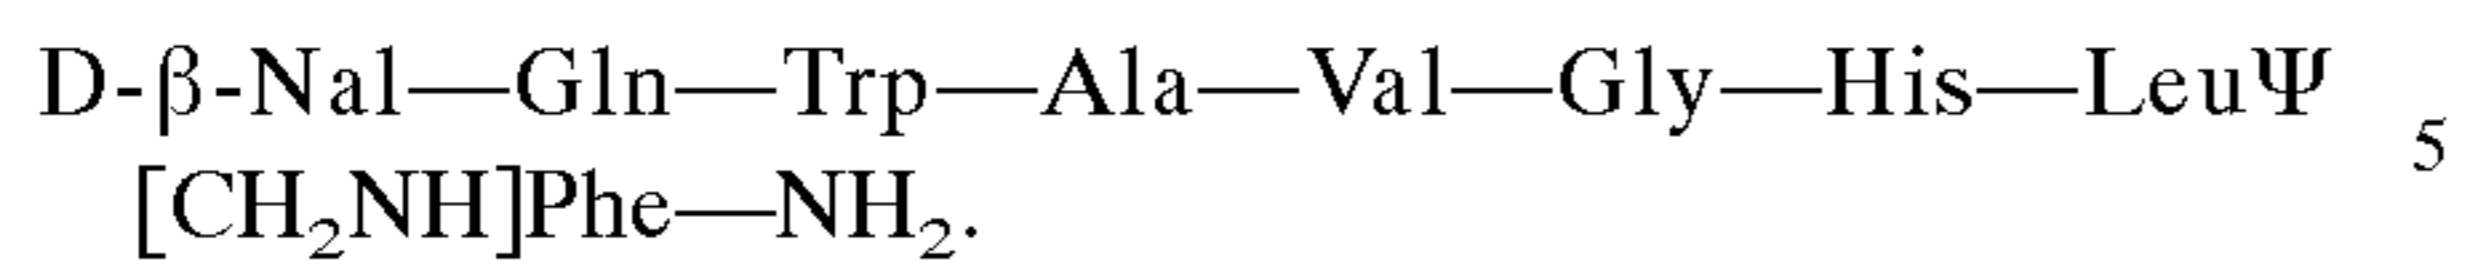 D-β-Nal—Gln—Trp—Ala—Val—Gly—His—LeuΨ
5
[CH₂NH]Phe—NH₂.